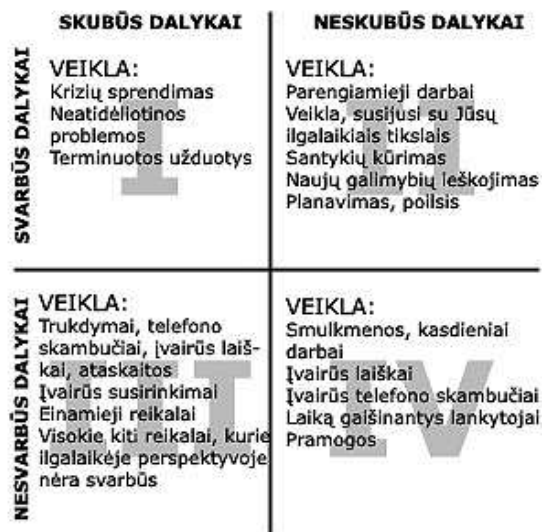 SKUBŪS DALYKAI
NESKUBŪS DALYKAI
SVARBŪS DALYKAI
VEIKLA:
Krizių sprendimas
Neatidėliotinos
problemos
Terminuotos užduotys
I
VEIKLA:
Parengiamieji darbai
Veikla, susijusi su Jūsų
ilgalaikiais tikslais
Santykių kūrimas
Naujų galimybių ieškojimas
Planavimas, poilsis
II
NESVARBŪS DALYKAI
VEIKLA:
Trukdymai, telefono
skambučiai, įvairūs laiš-
kai, ataskaitos
Įvairūs susirinkimai
Einamieji reikalai
Visokie kiti reikalai, kurie
ilgalaikėje perspektyvoje
nėra svarbūs
III
VEIKLA:
Smulkmenos, kasdieniai
darbai
Įvairūs laiškai
Įvairūs telefono skambučiai
Laiką gaišinantys lankytojai
Pramogos
IV